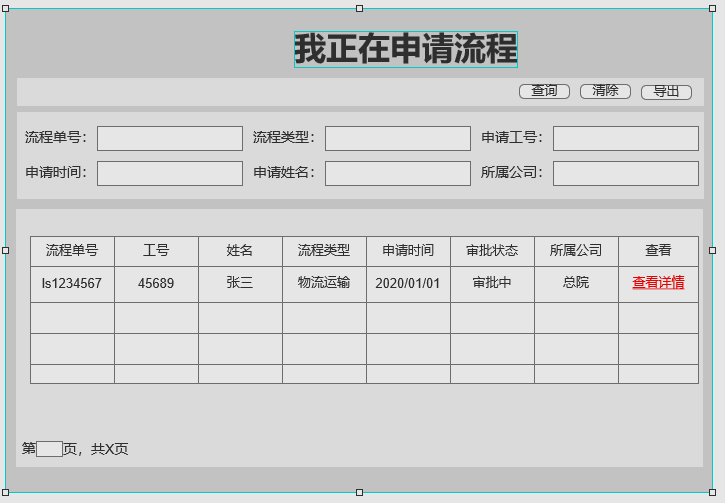 我正在申请流程
查询 清除 导出
流程单号： 流程类型： 申请工号：
申请时间： 申请姓名： 所属公司：
流程单号 工号 姓名 流程类型 申请时间 审批状态 所属公司 查看
ls1234567 45689 张三 物流运输 2020/01/01 审批中 总院 查看详情
第 页，共X页